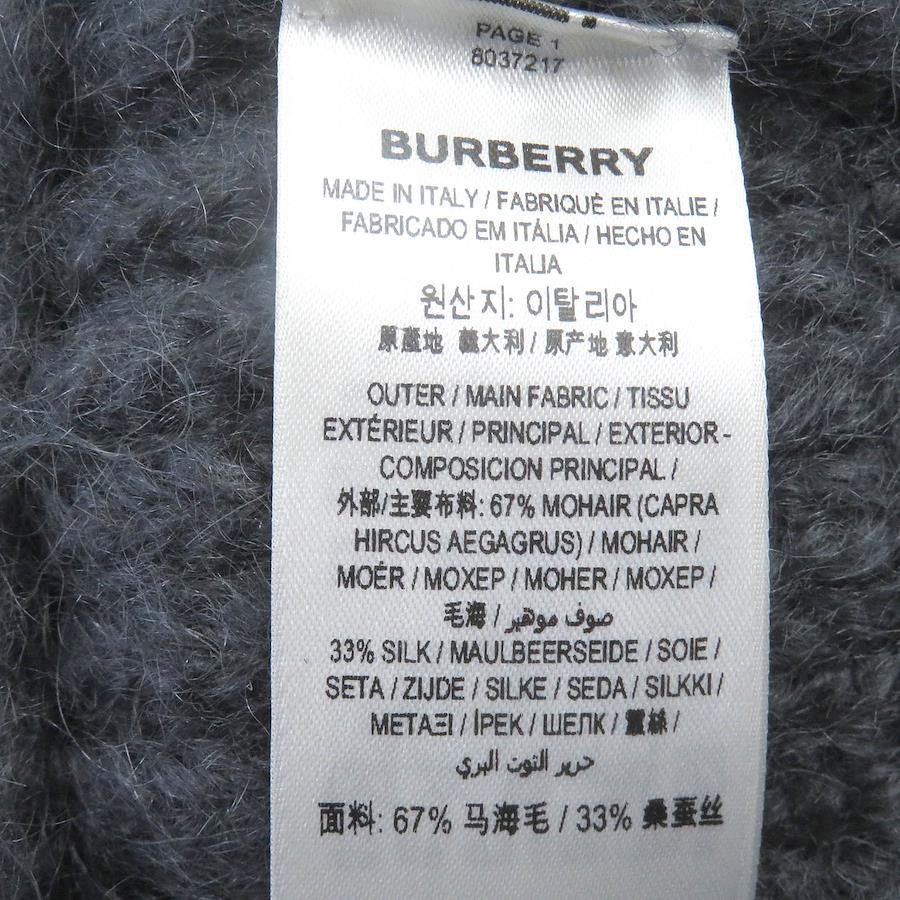 PAGE 1
8037217
BURBERRY
MADE IN ITALY / FABRIQUÉ EN ITALIE /
FABRICADO EM ITÁLIA / HECHO EN
ITALIA
원산지: 이탈리아
原產地 義大利 / 原产地 意大利
OUTER / MAIN FABRIC / TISSU
EXTÉRIEUR / PRINCIPAL / EXTERIOR -
COMPOSICION PRINCIPAL /
外部/主要布料: 67% MOHAIR (CAPRA
HIRCUS AEGAGRUS) / MOHAIR /
MOÉR / MOXEP / MOHER / MOXEP /
毛海 / صوف موهير
33% SILK / MAULBEERSEIDE / SOIE /
SETA / ZIJDE / SILKE / SEDA / SILKKI /
ΜΕΤΑΞΙ / İPEK / ШЕЛК / 蠶絲 /
حرير التوت البري
面料: 67% 马海毛 / 33% 桑蚕丝